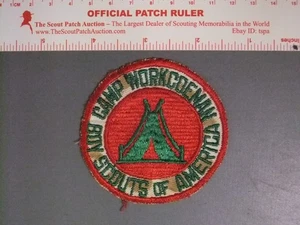 OFFICIAL PATCH RULER
The Scout Patch Auction – The Largest Dealer of Scouting Memorabilia in the World
www.TheScoutPatchAuction.com
Ebay ID: tspa
CAMP WORKCOEMAN
BOY SCOUTS OF AMERICA